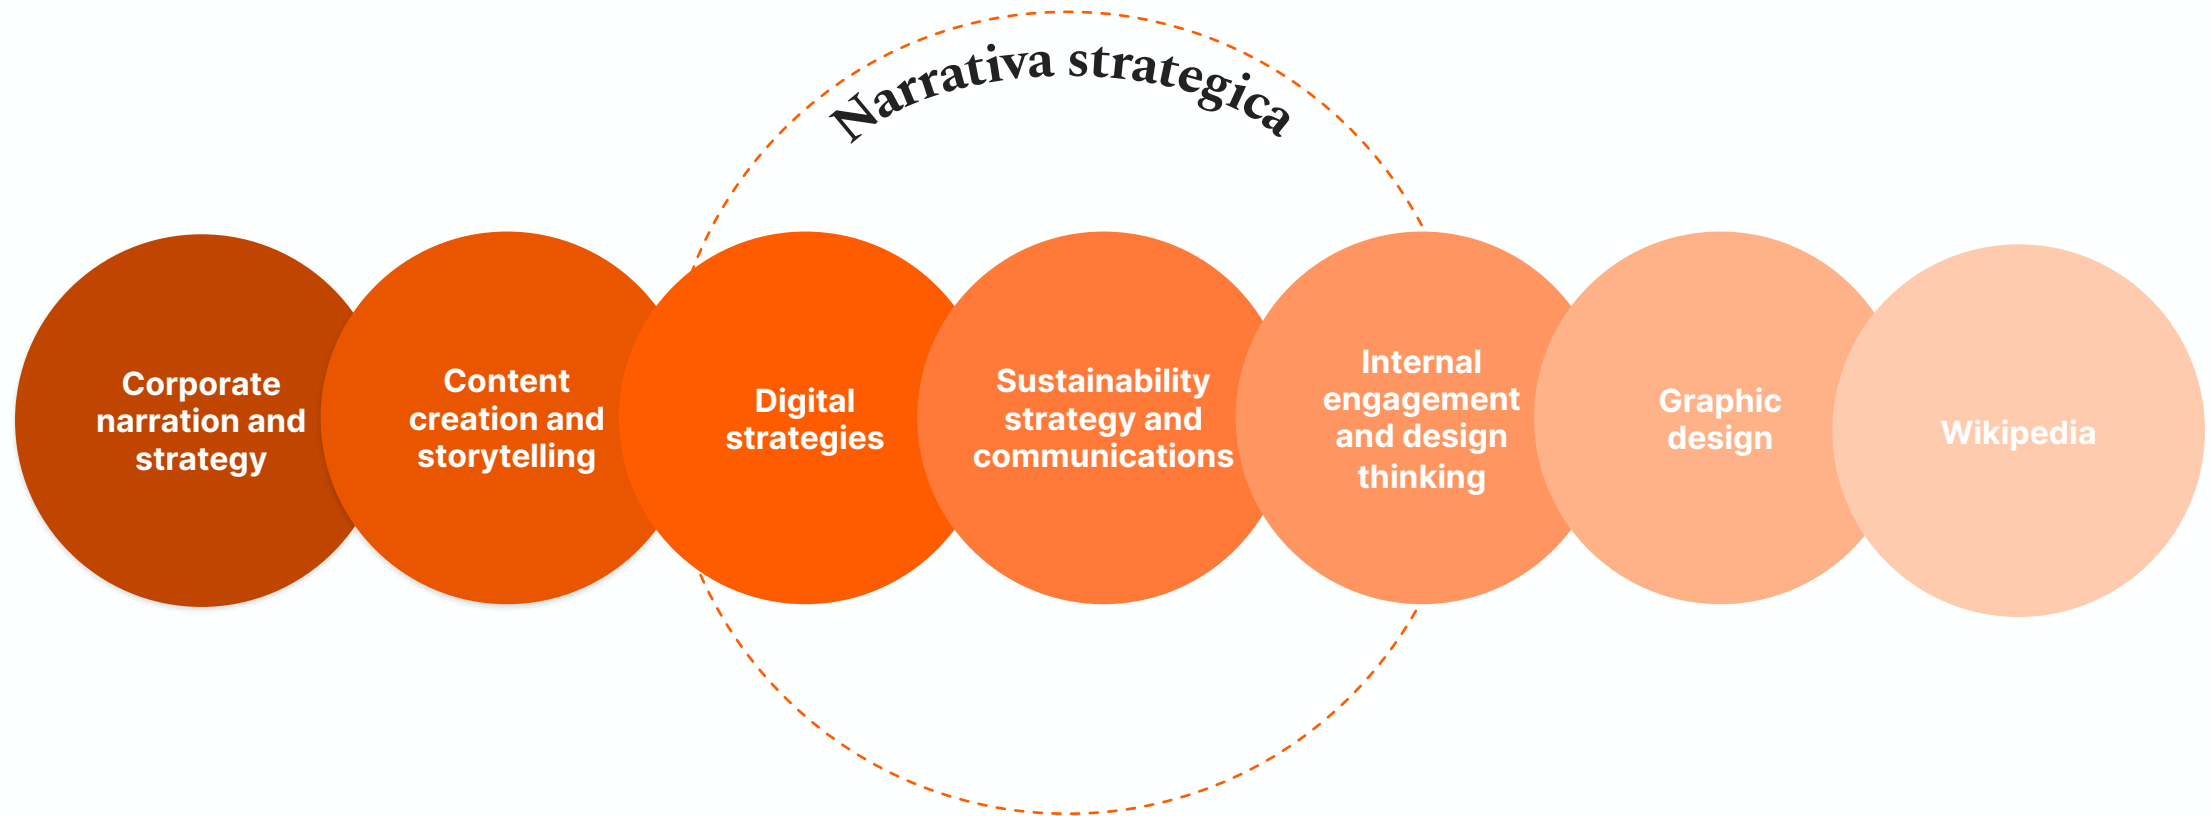 Narrativa strategica
Corporate
narration and
strategy
Content
creation and
storytelling
Digital
strategies
Sustainability
strategy and
communications
Internal
engagement
and design
thinking
Graphic
design
Wikipedia